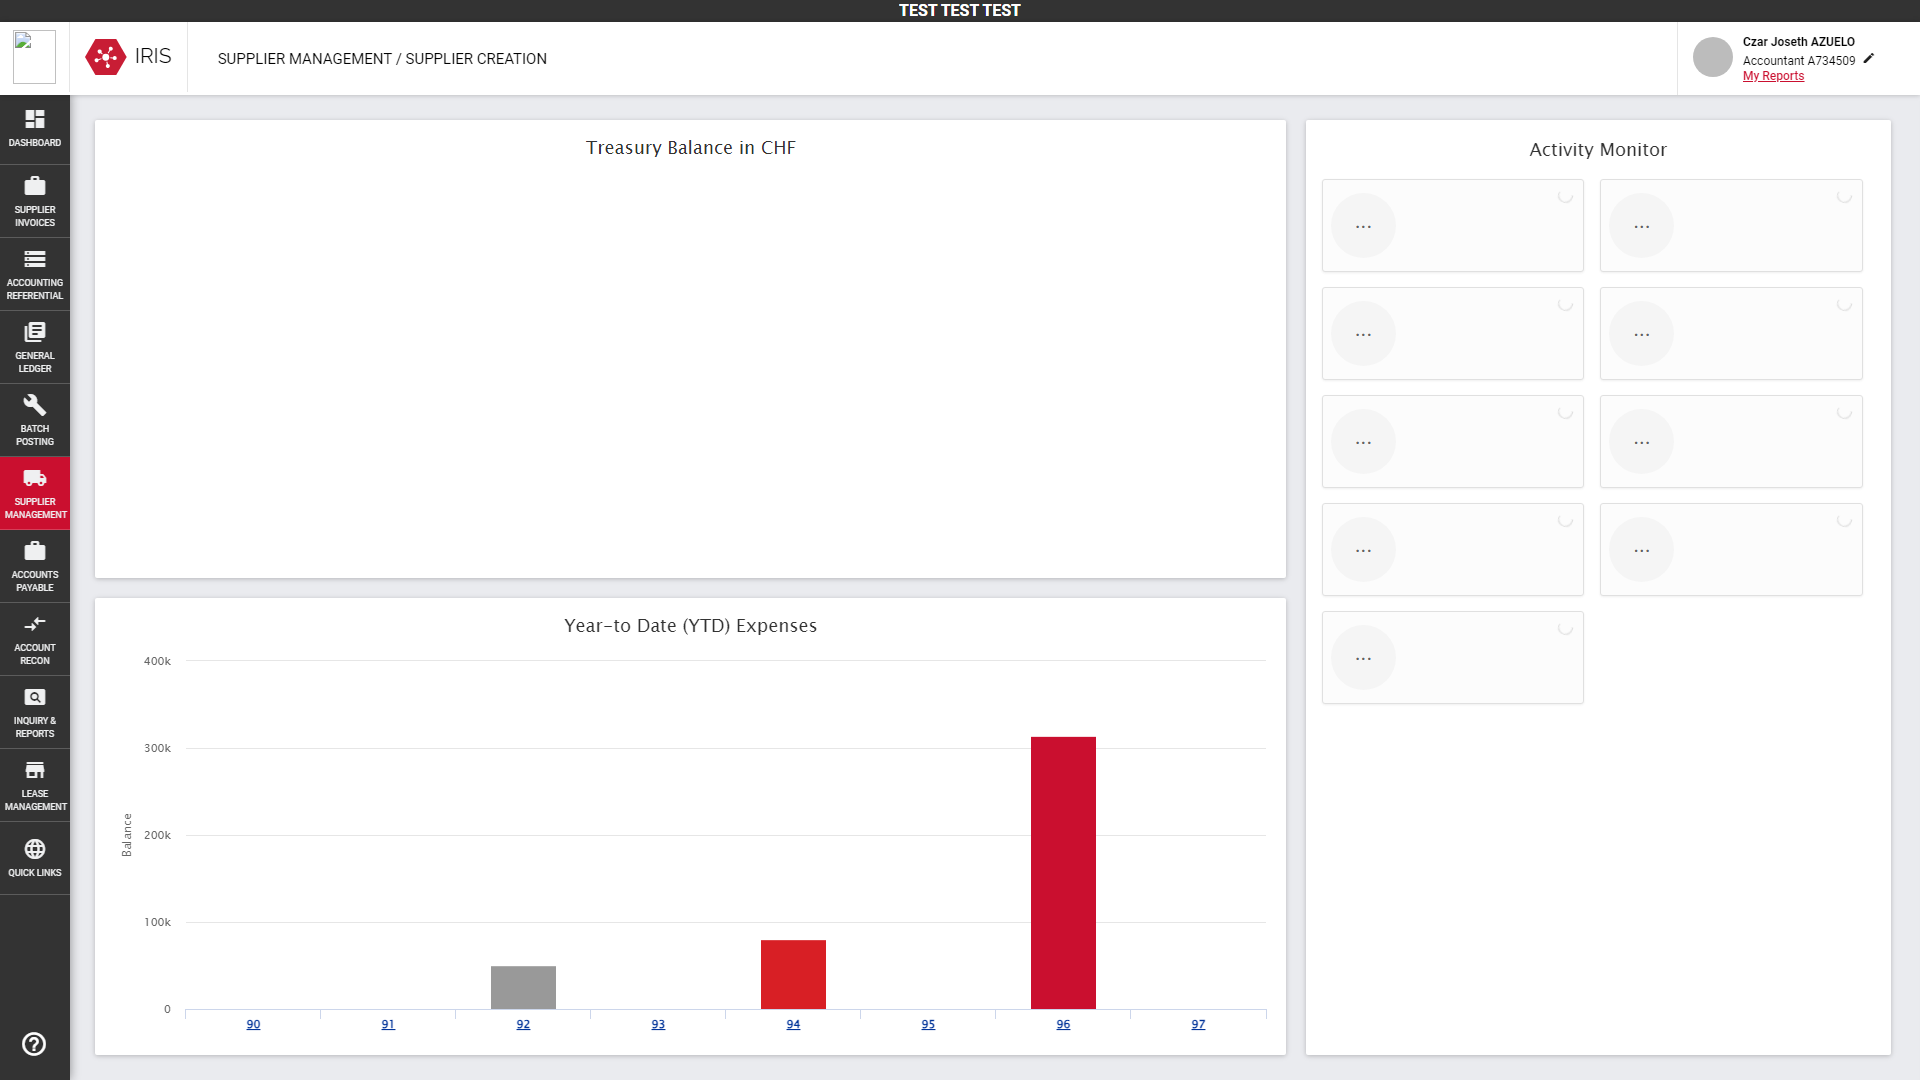 TEST TEST TEST
IRIS
SUPPLIER MANAGEMENT / SUPPLIER CREATION
Czar Joseth AZUELO
Accountant A734509
My Reports
DASHBOARD
SUPPLIER
INVOICES
ACCOUNTING
REFERENTIAL
GENERAL
LEDGER
BATCH
POSTING
SUPPLIER
MANAGEMENT
ACCOUNTS
PAYABLE
ACCOUNT
RECON
INQUIRY &
REPORTS
LEASE
MANAGEMENT
QUICK LINKS
Treasury Balance in CHF
Year-to Date (YTD) Expenses
Balance
400k
300k
200k
100k
0
90 91 92 93 94 95 96 97
Activity Monitor
... ...
... ...
... ...
... ...
...